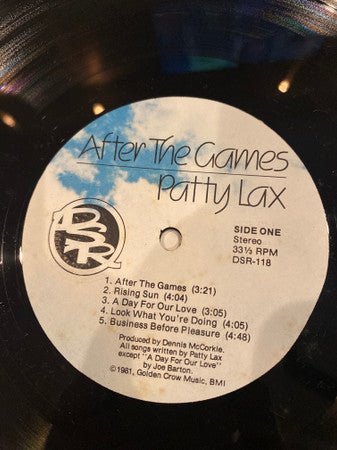 After The Games
Patty Lax
SIDE ONE
Stereo
33⅓ RPM
DSR-118
1. After The Games (3:21)
2. Rising Sun (4:04)
3. A Day For Our Love (3:05)
4. Look What You're Doing (4:05)
5. Business Before Pleasure (4:48)
Produced by Dennis McCorkle.
All songs written by Patty Lax
except "A Day For Our Love"
by Joe Barton.
©1981, Golden Crow Music, BMI